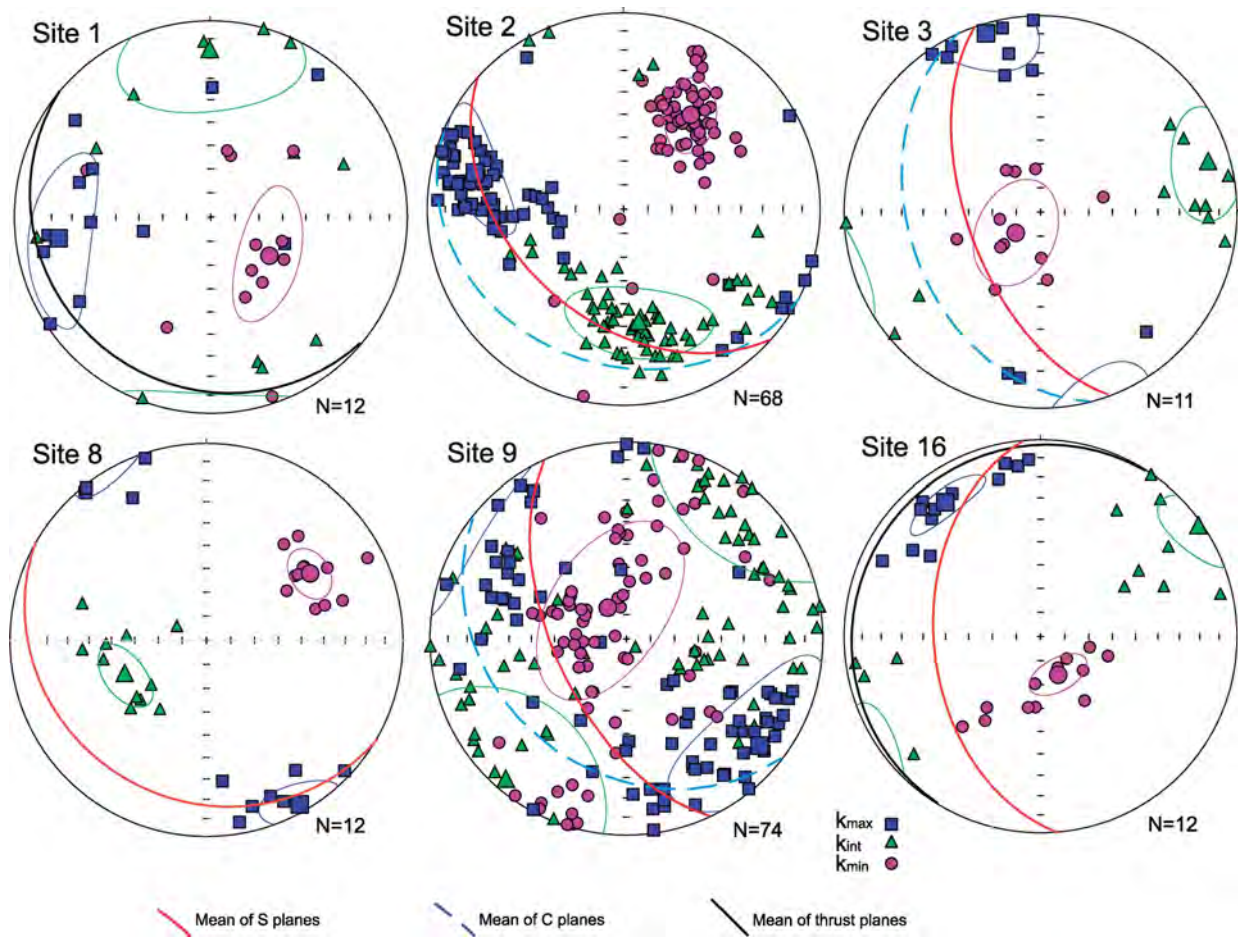 Site 1
Site 2
Site 3
N=12
N=68
N=11
Site 8
Site 9
Site 16
N=12
N=74
N=12
kmax
kint
kmin
Mean of S planes
Mean of C planes
Mean of thrust planes